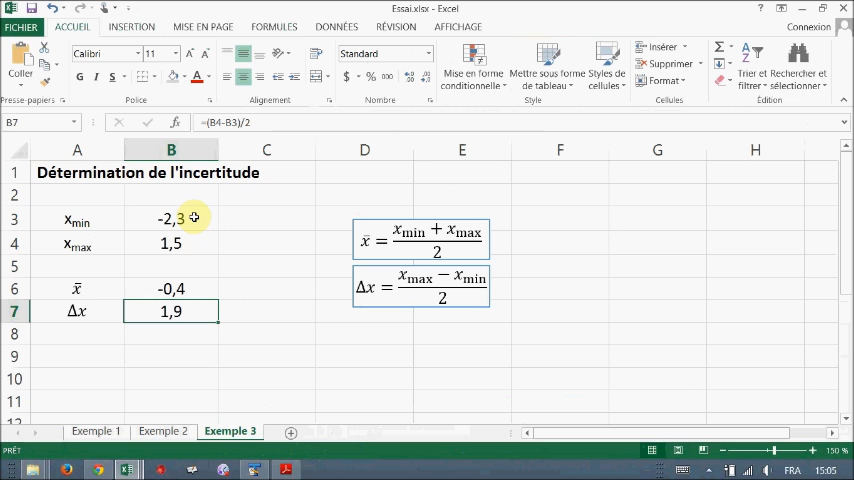 Essai.xlsx - Excel
FICHIER ACCUEIL INSERTION MISE EN PAGE FORMULES DONNÉES RÉVISION AFFICHAGE Connexion
Calibri 11 Standard Insérer
Coller Mise en forme conditionnelle Mettre sous forme de tableau Styles de cellules Supprimer Trier et filtrer Rechercher et sélectionner
G I S A % 000 Format
Presse-papiers Police Alignement Nombre Style Cellules Édition
B7 fx =(B4-B3)/2
A B C D E F G H
1 Détermination de l'incertitude
2
3 xmin -2,3
4 xmax 1,5
x̄ = (xmin + xmax)/2
5
6 x̄ -0,4
7 Δx 1,9
Δx = (xmax − xmin)/2
8
9
10
11
12
Exemple 1 Exemple 2 Exemple 3
PRÊT 150 %
FRA 15:05